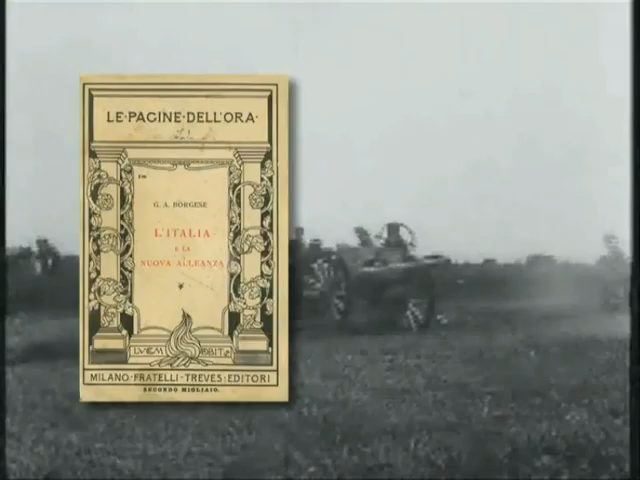 LE·PAGINE·DELL'ORA·
G. A. BORGESE
L'ITALIA
E LA
NUOVA ALLEANZA
MILANO·FRATELLI·TREVES·EDITORI
SECONDO MIGLIAIO.